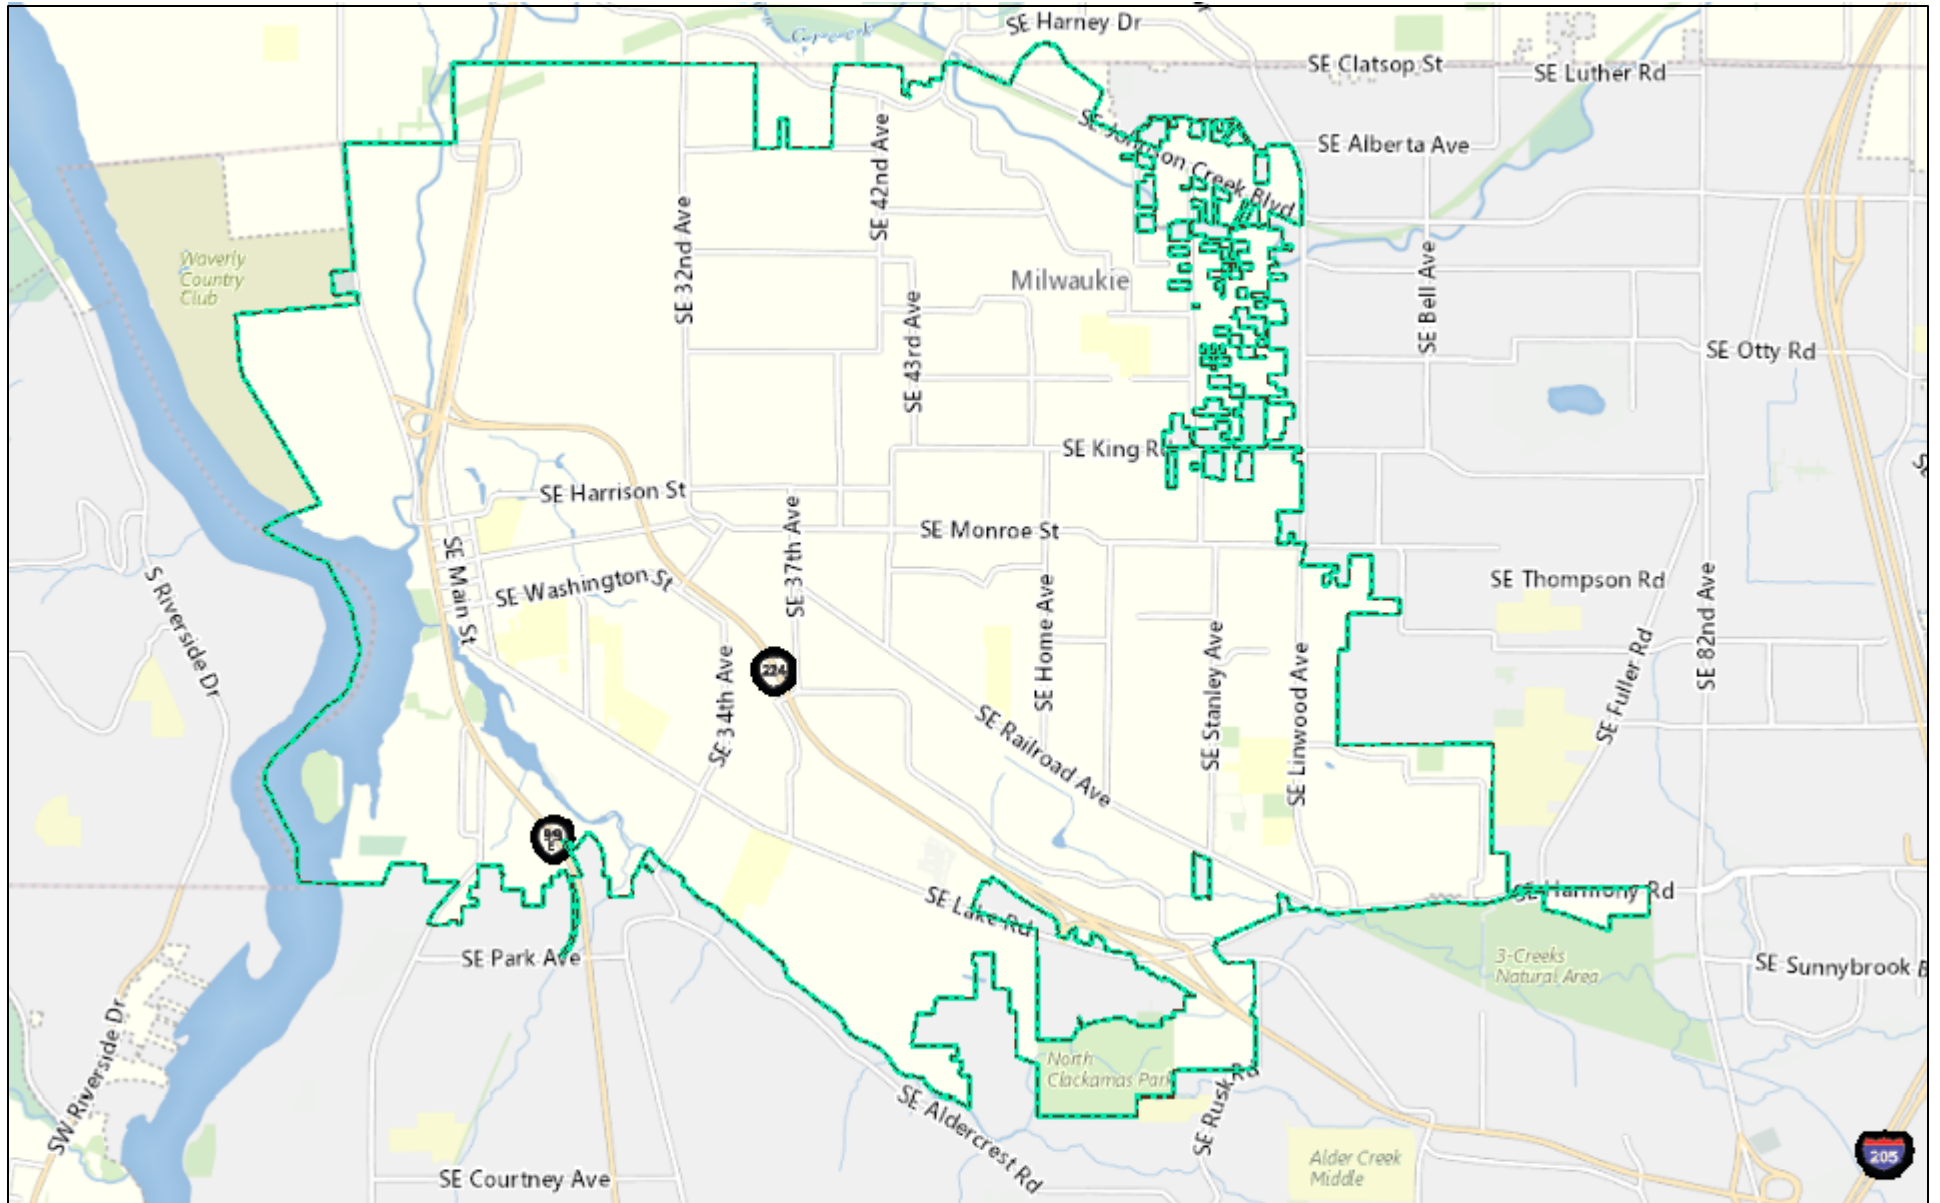 SE Harney Dr
SE Clatsop St
SE Luther Rd
SE Johnson Creek Blvd
SE Alberta Ave
SE 42nd Ave
SE 32nd Ave
Waverly
Country
Club
Milwaukie
SE Bell Ave
SE 43rd Ave
SE Otty Rd
SE King Rd
SE Harrison St
SE 37th Ave
SE Monroe St
SE Main St
SE Washington St
S Riverside Dr
SE Home Ave
SE Thompson Rd
SE 82nd Ave
224
SE 34th Ave
SE Stanley Ave
SE Linwood Ave
SE Fuller Rd
SE Railroad Ave
99
E
SE Lake Rd
SE Harmony Rd
SE Park Ave
3-Creeks
Natural Area
SE Sunnybrook B
SW Riverside Dr
North
Clackamas Park
SE Rusk Rd
SE Aldercrest Rd
SE Courtney Ave
Alder Creek
Middle
205